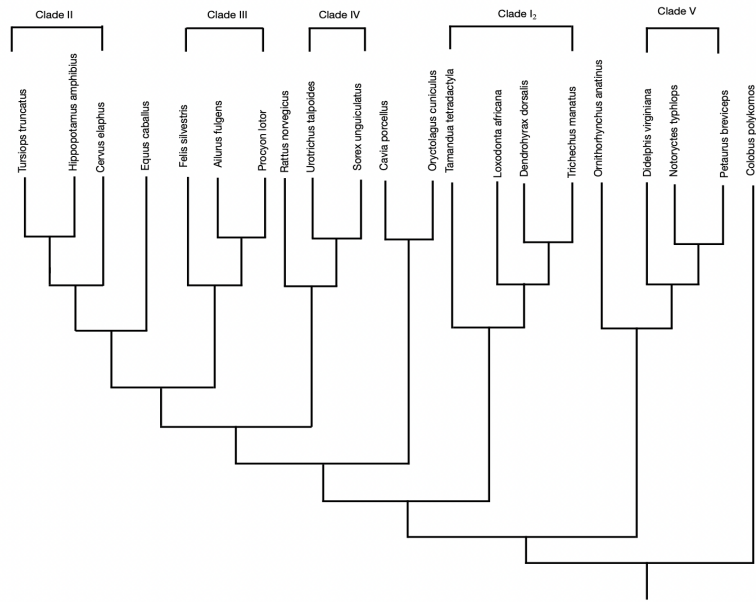 Clade II
Clade III
Clade IV
Clade I2
Clade V
Tursiops truncatus
Hippopotamus amphibius
Cervus elaphus
Equus caballus
Felis silvestris
Ailurus fulgens
Procyon lotor
Rattus norvegicus
Urotrichus talpoides
Sorex unguiculatus
Cavia porcellus
Oryctolagus cuniculus
Tamandua tetradactyla
Loxodonta africana
Dendrohyrax dorsalis
Trichechus manatus
Ornithorhynchus anatinus
Didelphis virginiana
Notoryctes typhlops
Petaurus breviceps
Colobus polykomos